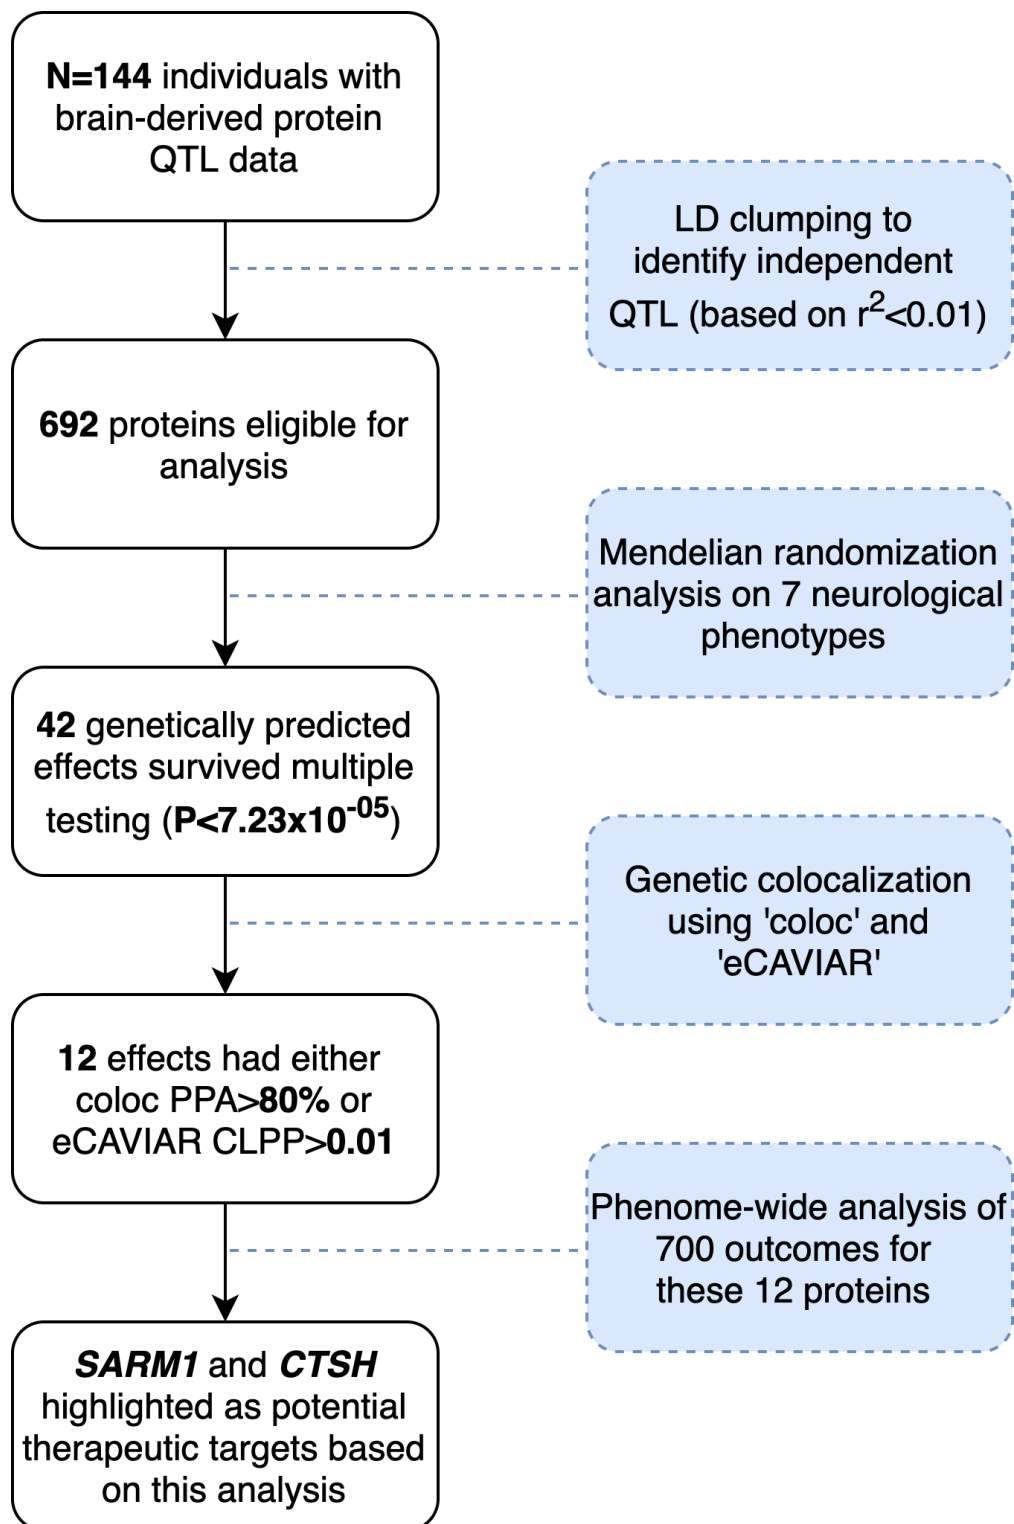 N=144 individuals with
brain-derived protein
QTL data
LD clumping to
identify independent
QTL (based on r²<0.01)
692 proteins eligible for
analysis
Mendelian randomization
analysis on 7 neurological
phenotypes
42 genetically predicted
effects survived multiple
testing (P<7.23x10⁻⁰⁵)
Genetic colocalization
using 'coloc' and
'eCAVIAR'
12 effects had either
coloc PPA>80% or
eCAVIAR CLPP>0.01
Phenome-wide analysis of
700 outcomes for
these 12 proteins
SARM1 and CTSH
highlighted as potential
therapeutic targets based
on this analysis